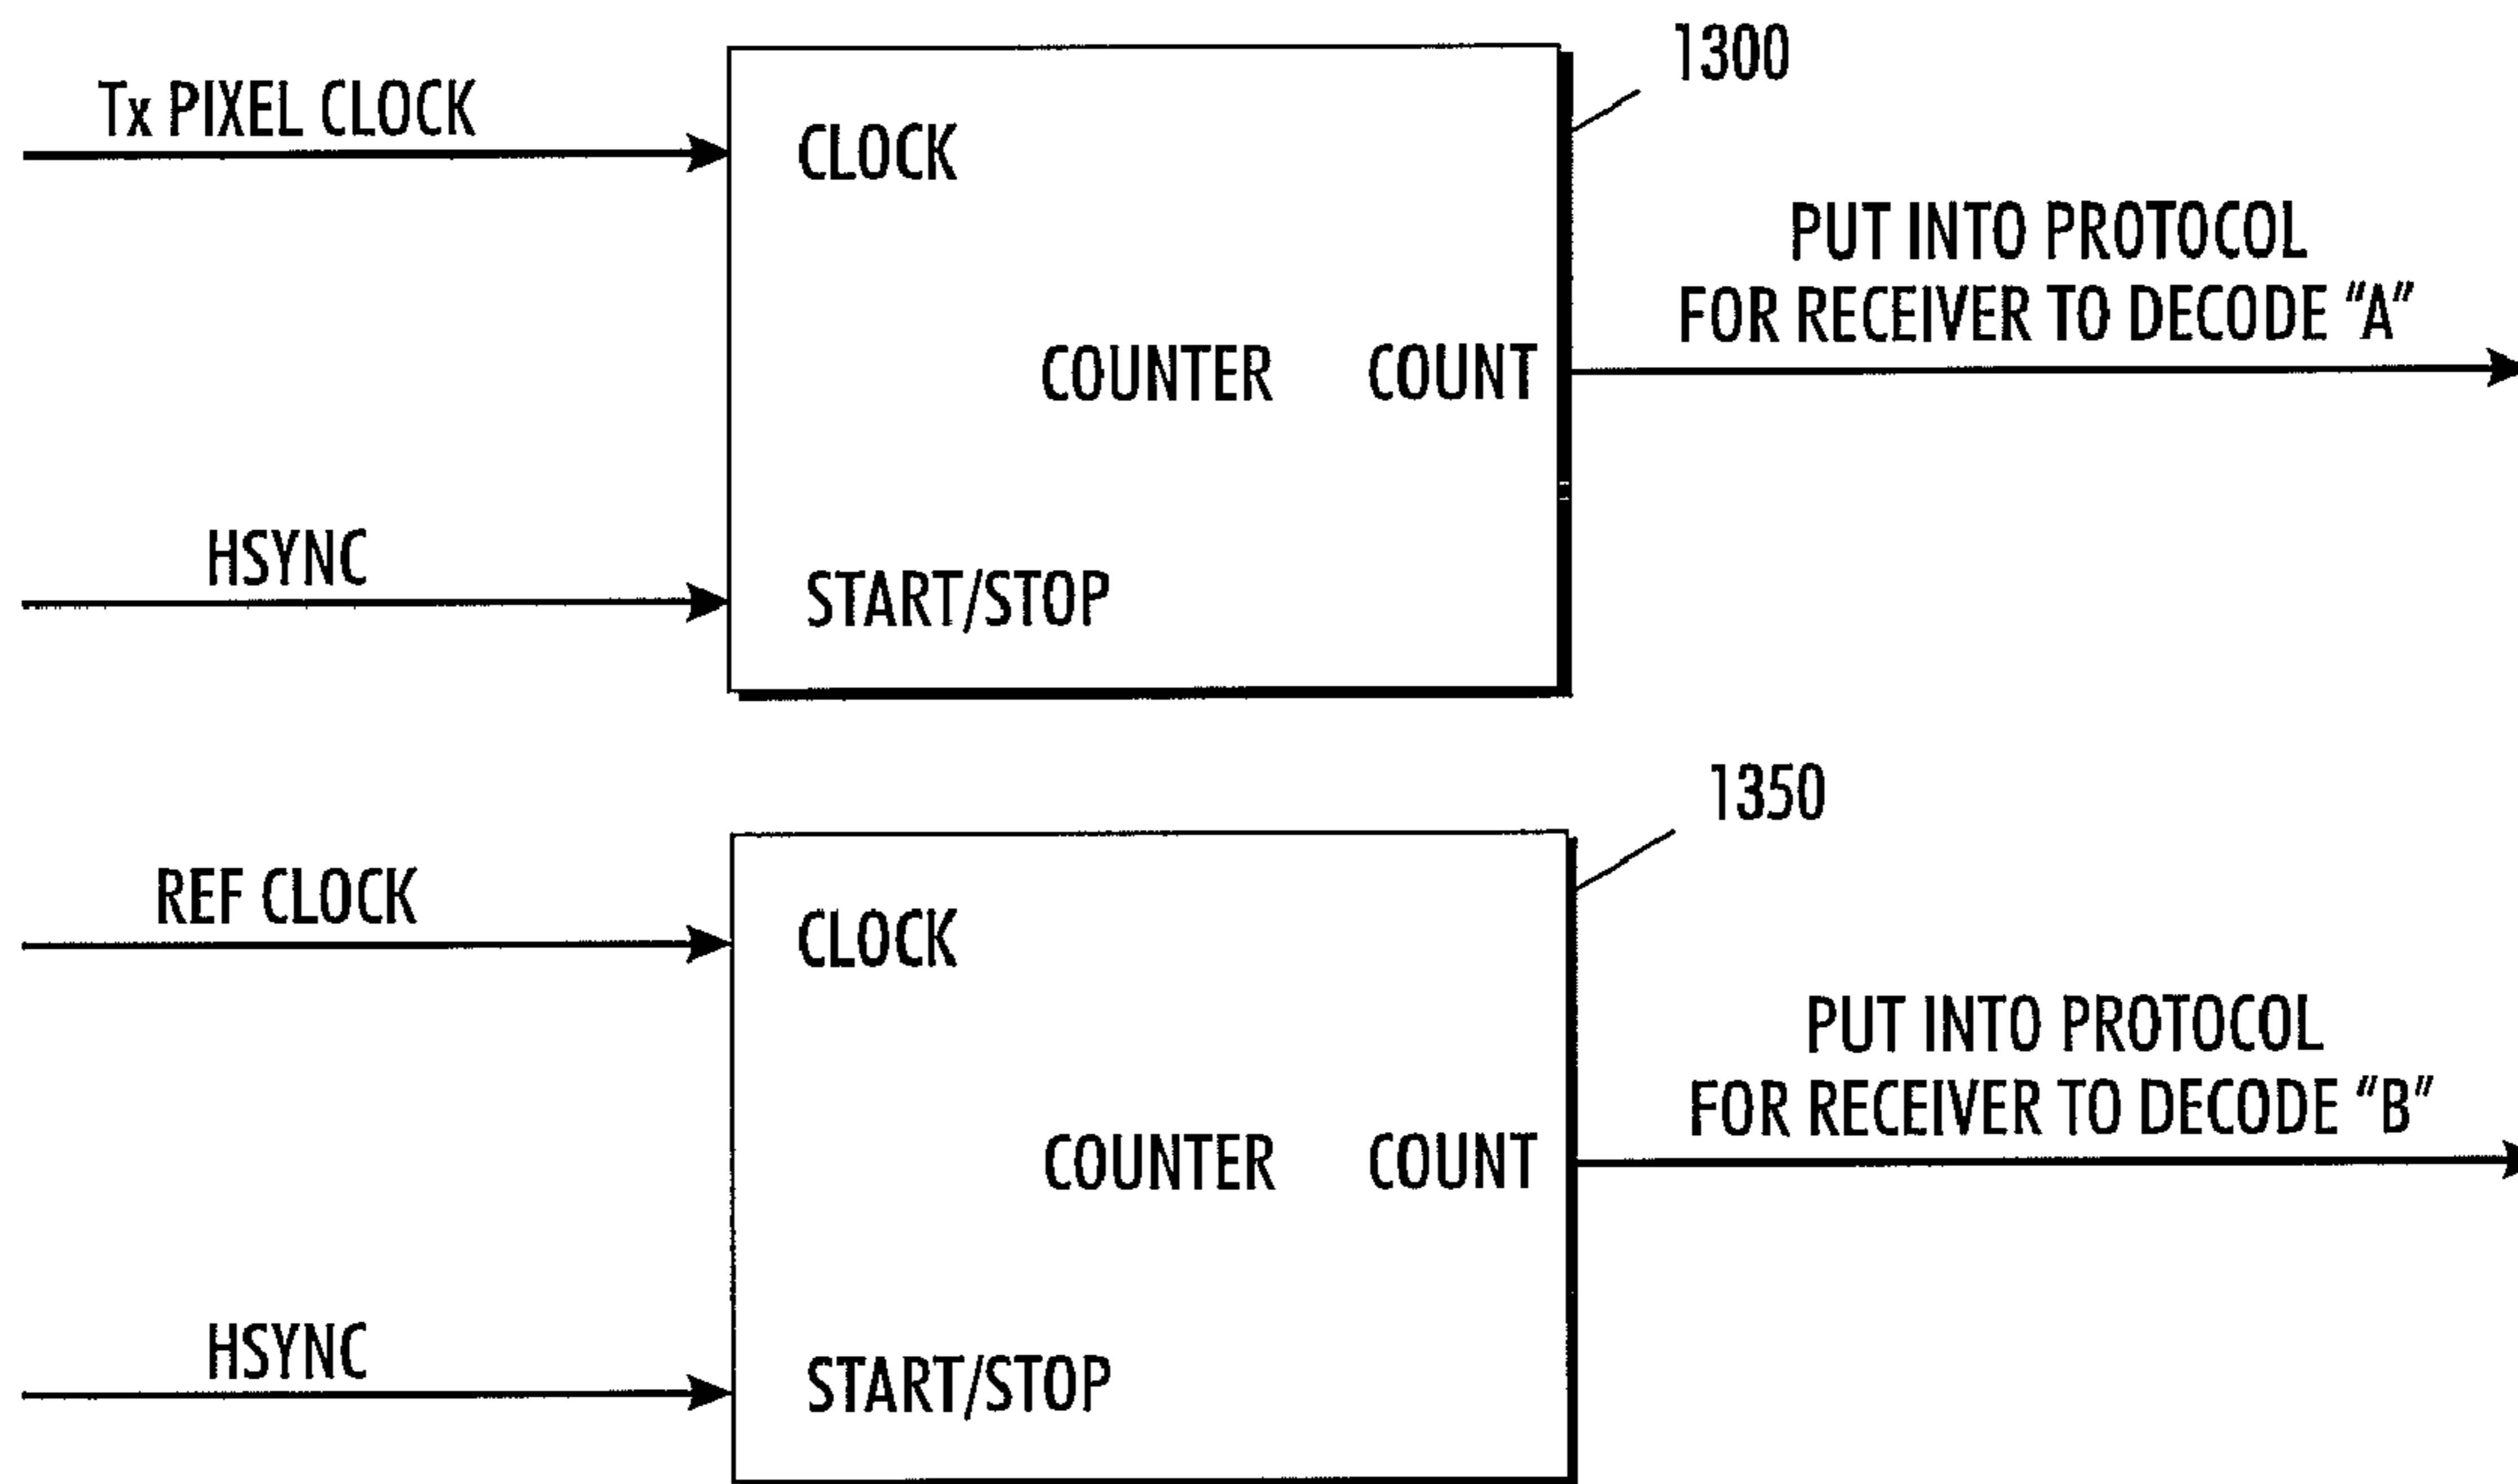 1300
Tx PIXEL CLOCK
CLOCK
PUT INTO PROTOCOL
FOR RECEIVER TO DECODE "A"
COUNTER COUNT
HSYNC
START/STOP
1350
REF CLOCK
CLOCK
PUT INTO PROTOCOL
FOR RECEIVER TO DECODE "B"
COUNTER COUNT
HSYNC
START/STOP